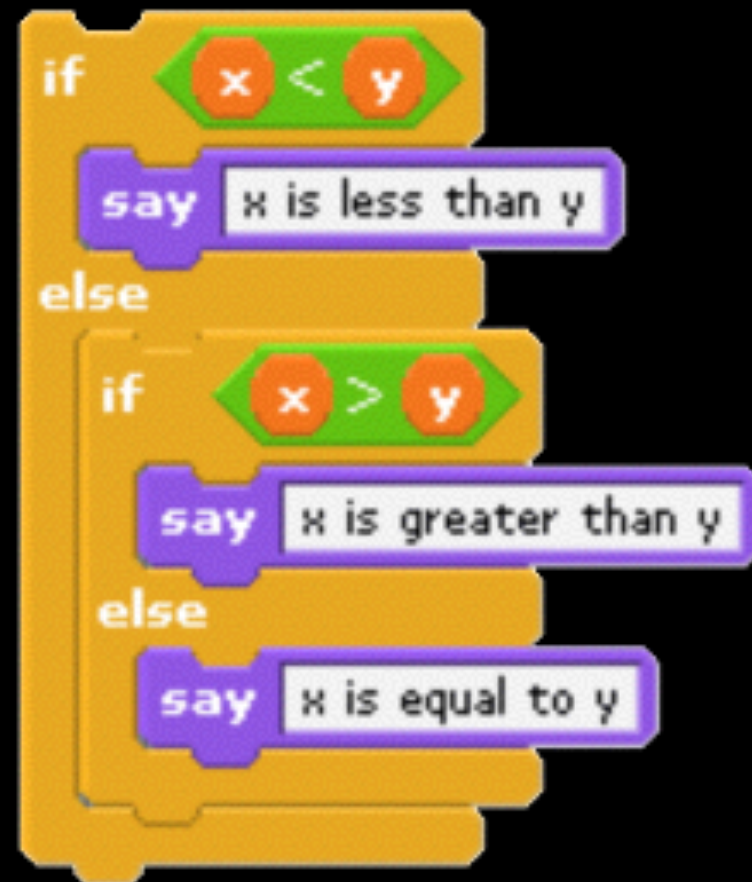 if x < y
say x is less than y
else
if x > y
say x is greater than y
else
say x is equal to y